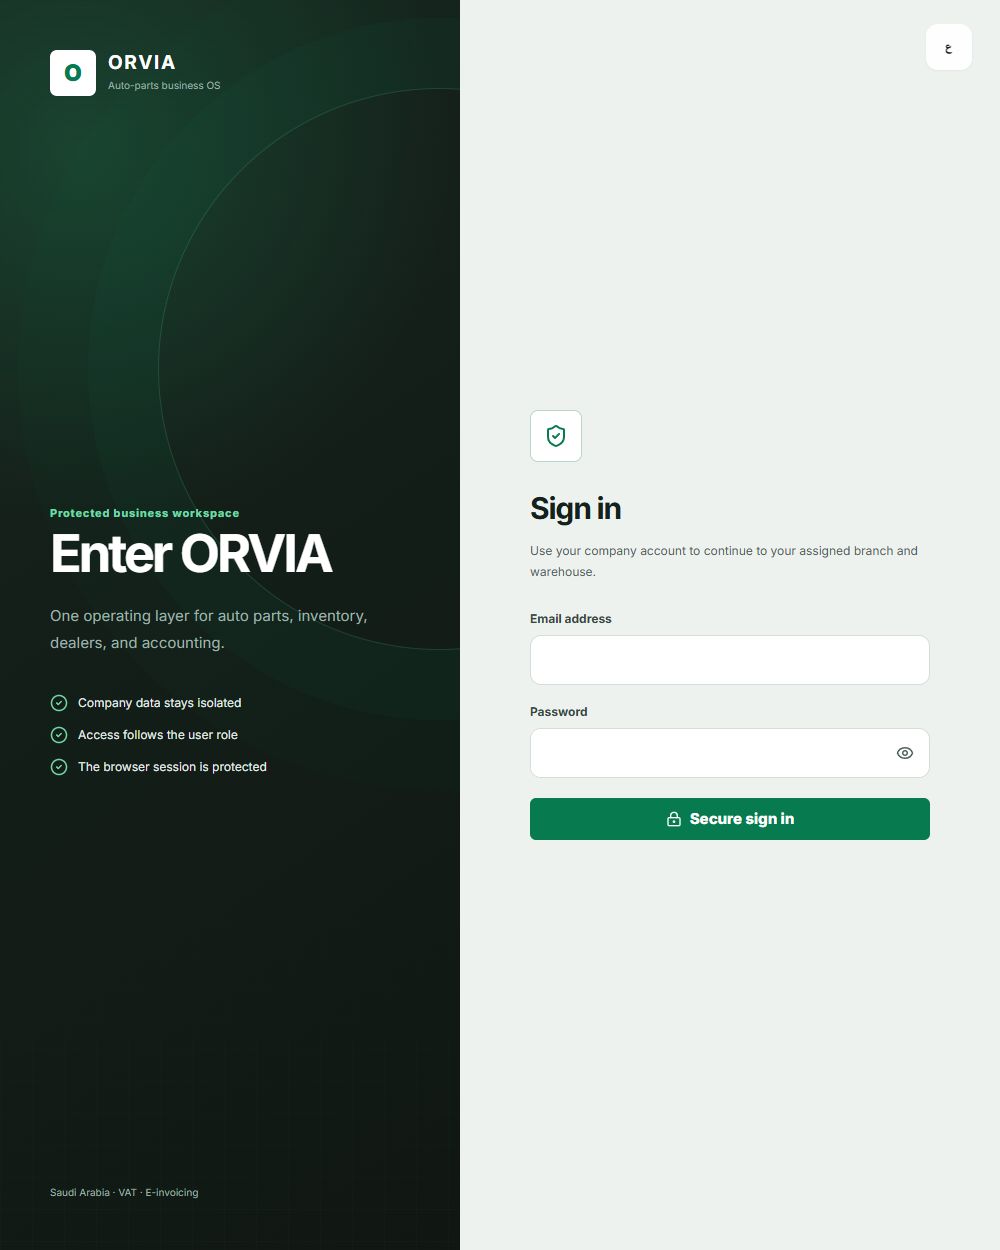 O
ORVIA
Auto-parts business OS
Protected business workspace
Enter ORVIA
One operating layer for auto parts, inventory,
dealers, and accounting.
Company data stays isolated
Access follows the user role
The browser session is protected
Saudi Arabia · VAT · E-invoicing
ع
Sign in
Use your company account to continue to your assigned branch and
warehouse.
Email address
Password
Secure sign in